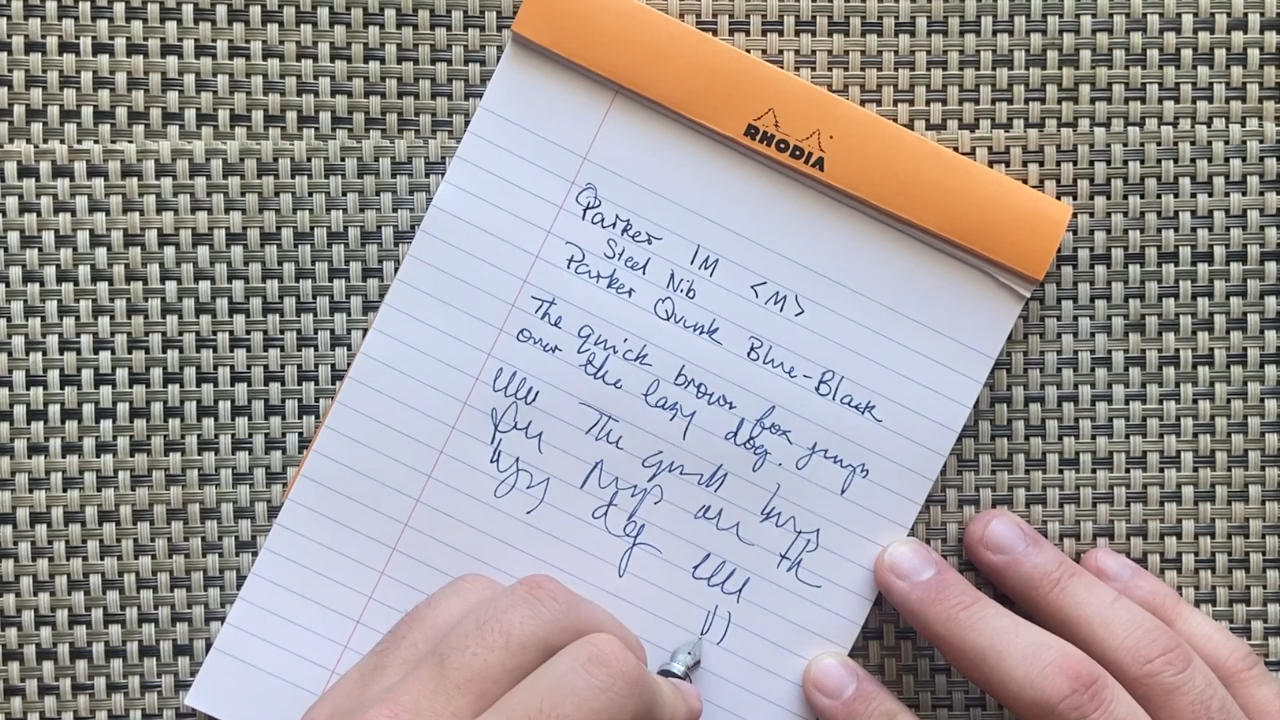 RHODIA
Parker IM <M>
Steel Nib
Parker Quink Blue-Black
The quick brown fox jumps
over the lazy dog.
The quick
dog